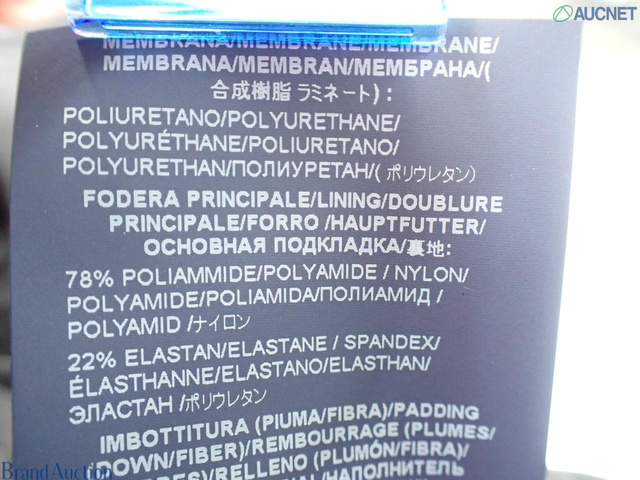 AUCNET
MEMBRANA/MEMBRANE/MEMBRANE/
MEMBRANA/MEMBRAN/МЕМБРАНА/(
合成樹脂 ラミネート):
POLIURETANO/POLYURETHANE/
POLYURÉTHANE/POLIURETANO/
POLYURETHAN/ПОЛИУРЕТАН/( ポリウレタン)
FODERA PRINCIPALE/LINING/DOUBLURE
PRINCIPALE/FORRO /HAUPTFUTTER/
ОСНОВНАЯ ПОДКЛАДКА/裏地:
78% POLIAMMIDE/POLYAMIDE / NYLON/
POLYAMIDE/POLIAMIDA/ПОЛИАМИД /
POLYAMID /ナイロン
22% ELASTAN/ELASTANE / SPANDEX/
ÉLASTHANNE/ELASTANO/ELASTHAN/
ЭЛАСТАН /ポリウレタン
IMBOTTITURA (PIUMA/FIBRA)/PADDING
(DOWN/FIBER)/REMBOURRAGE (PLUMES/
/RELLENO (PLUMÓN/FIBRA)/
/НАПОЛНИТЕЛЬ
Brand Auction